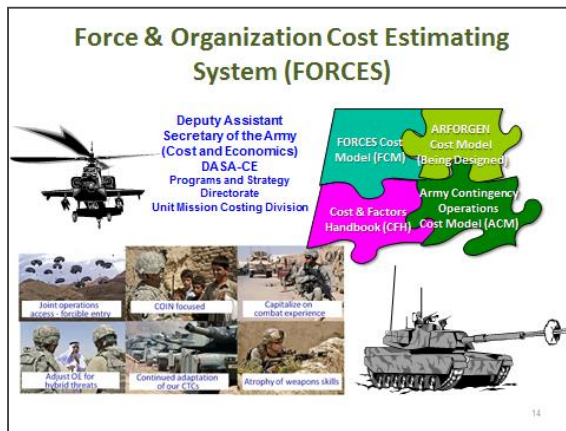 Force & Organization Cost Estimating
System (FORCES)
Deputy Assistant
Secretary of the Army
(Cost and Economics)
DASA-CE
Programs and Strategy
Directorate
Unit Mission Costing Division
FORCES Cost
Model (FCM)
ARFORGEN
Cost Model
(Being Designed)
Cost & Factors
Handbook (CFH)
Army Contingency
Operations
Cost Model (ACM)
Joint operations
access - forcible entry
COIN focused
Capitalize on
combat experience
Adjust OE for
hybrid threats
Continued adaptation
of our CTCs
Atrophy of weapons skills
14